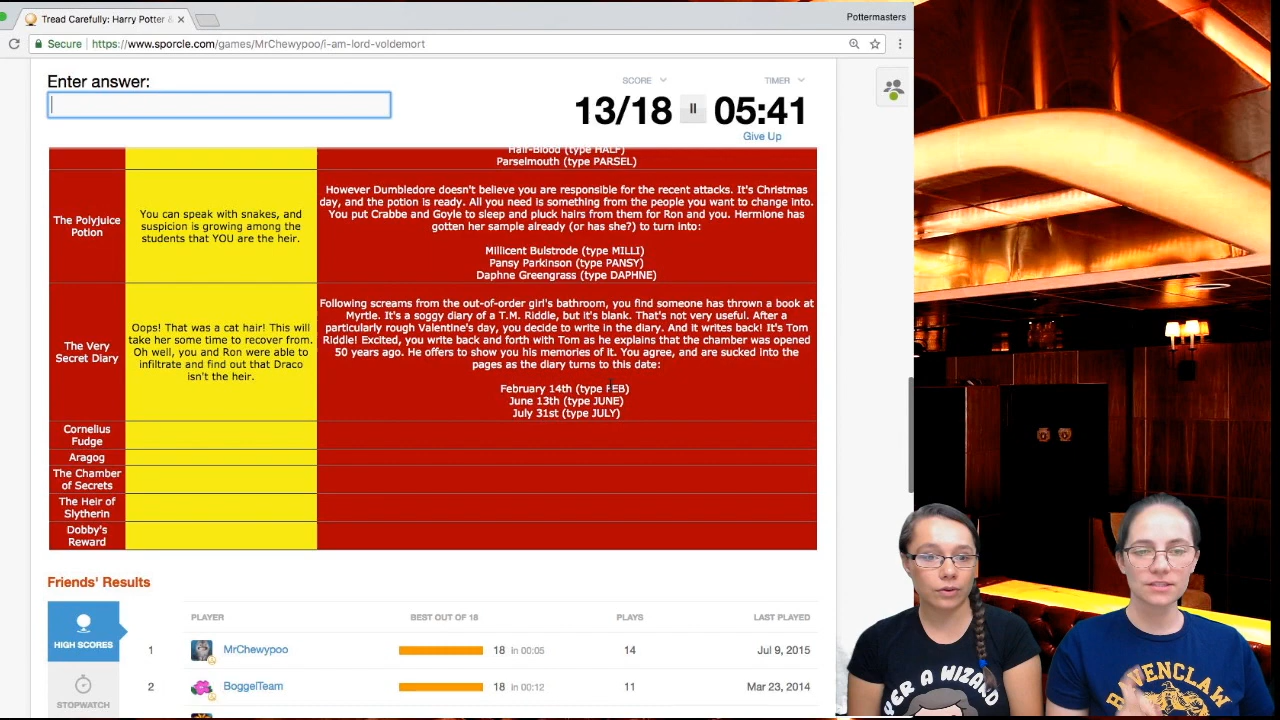 Tread Carefully: Harry Potter &
Pottermasters
Secure
https://www.sporcle.com/games/MrChewypoo/i-am-lord-voldemort
Enter answer:
SCORE
TIMER
13/18
05:41
Give Up
Half-Blood (type HALF)
Parselmouth (type PARSEL)
The Polyjuice
Potion
You can speak with snakes, and
suspicion is growing among the
students that YOU are the heir.
However Dumbledore doesn't believe you are responsible for the recent attacks. It's Christmas
day, and the potion is ready. All you need is something from the people you want to change into.
You put Crabbe and Goyle to sleep and pluck hairs from them for Ron and you. Hermione has
gotten her sample already (or has she?) to turn into:
Millicent Bulstrode (type MILLI)
Pansy Parkinson (type PANSY)
Daphne Greengrass (type DAPHNE)
The Very
Secret Diary
Oops! That was a cat hair! This will
take her some time to recover from.
Oh well, you and Ron were able to
infiltrate and find out that Draco
isn't the heir.
Following screams from the out-of-order girl's bathroom, you find someone has thrown a book at
Myrtle. It's a soggy diary of a T.M. Riddle, but it's blank. That's not very useful. After a
particularly rough Valentine's day, you decide to write in the diary. And it writes back! It's Tom
Riddle! Excited, you write back and forth with Tom as he explains that the chamber was opened
50 years ago. He offers to show you his memories of it. You agree, and are sucked into the
pages as the diary turns to this date:
February 14th (type FEB)
June 13th (type JUNE)
July 31st (type JULY)
Cornelius
Fudge
Aragog
The Chamber
of Secrets
The Heir of
Slytherin
Dobby's
Reward
Friends' Results
HIGH SCORES
STOPWATCH
PLAYER
BEST OUT OF 18
PLAYS
LAST PLAYED
1
MrChewypoo
18 in 00:05
14
Jul 9, 2015
2
BoggelTeam
18 in 00:12
11
Mar 23, 2014
YER A WIZARD
RAVENCLAW